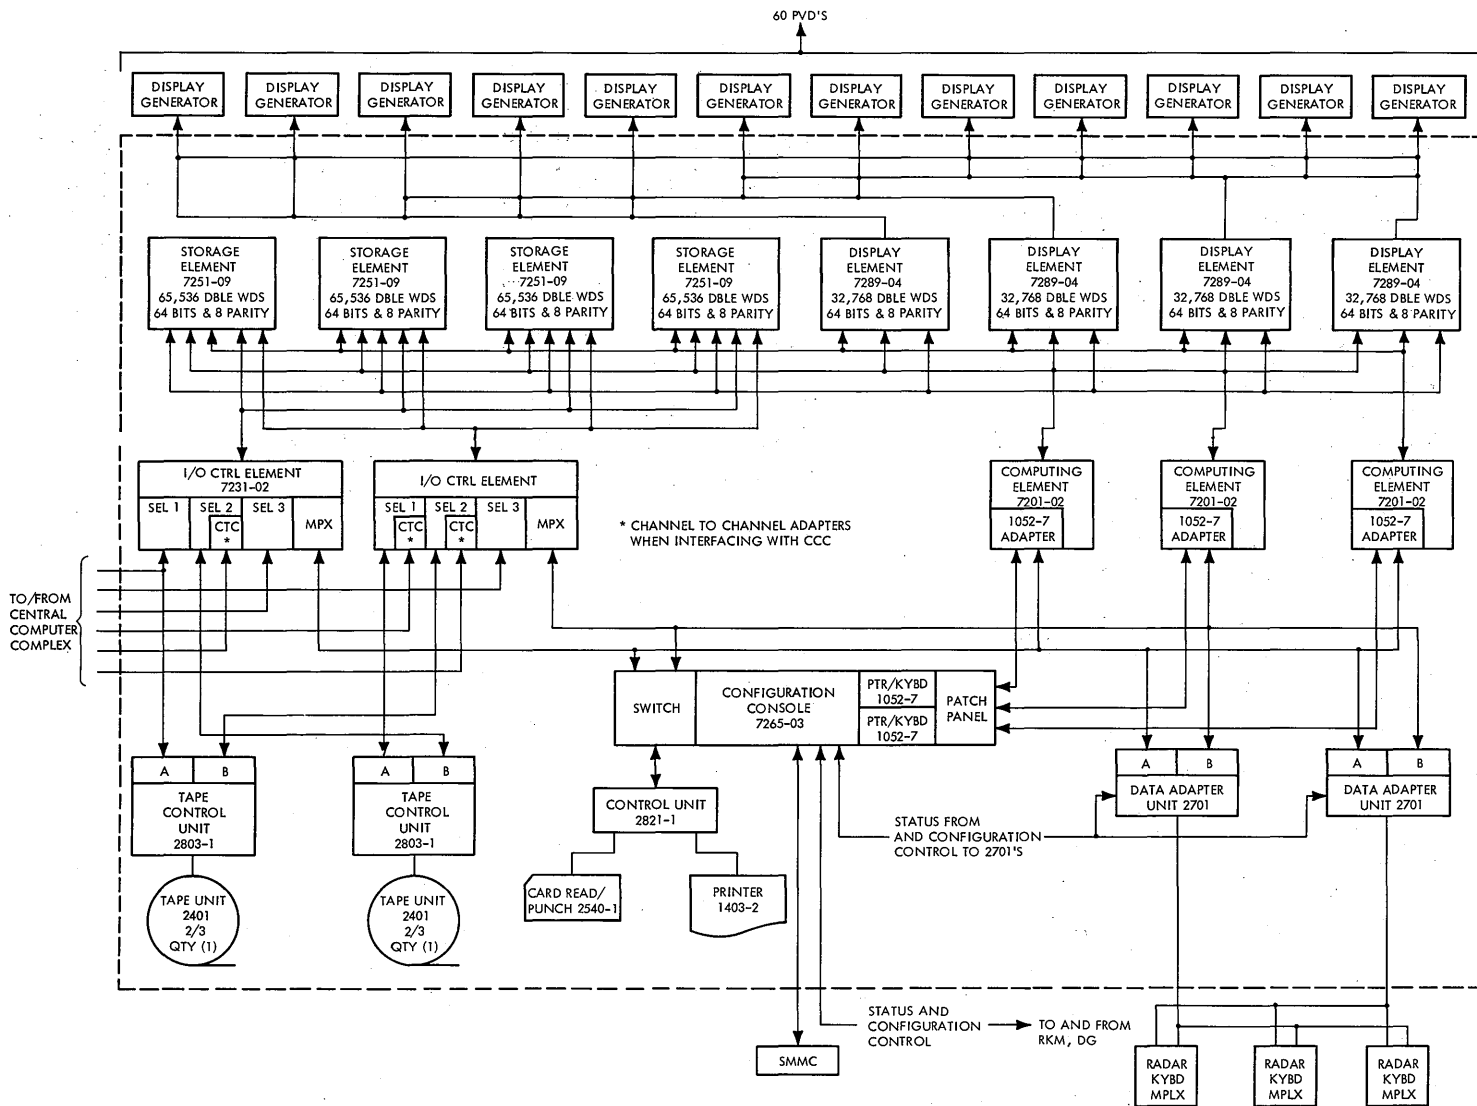 60 PVD'S
DISPLAY
GENERATOR
DISPLAY
GENERATOR
DISPLAY
GENERATOR
DISPLAY
GENERATOR
DISPLAY
GENERATOR
DISPLAY
GENERATOR
DISPLAY
GENERATOR
DISPLAY
GENERATOR
DISPLAY
GENERATOR
DISPLAY
GENERATOR
DISPLAY
GENERATOR
DISPLAY
GENERATOR
STORAGE
ELEMENT
7251-09
65,536 DBLE WDS
64 BITS & 8 PARITY
STORAGE
ELEMENT
7251-09
65,536 DBLE WDS
64 BITS & 8 PARITY
STORAGE
ELEMENT
7251-09
65,536 DBLE WDS
64 BITS & 8 PARITY
STORAGE
ELEMENT
7251-09
65,536 DBLE WDS
64 BITS & 8 PARITY
DISPLAY
ELEMENT
7289-04
32,768 DBLE WDS
64 BITS & 8 PARITY
DISPLAY
ELEMENT
7289-04
32,768 DBLE WDS
64 BITS & 8 PARITY
DISPLAY
ELEMENT
7289-04
32,768 DBLE WDS
64 BITS & 8 PARITY
DISPLAY
ELEMENT
7289-04
32,768 DBLE WDS
64 BITS & 8 PARITY
I/O CTRL ELEMENT
7231-02
SEL 1
SEL 2
CTC
*
SEL 3
MPX
I/O CTRL ELEMENT
SEL 1
CTC
*
SEL 2
CTC
*
SEL 3
MPX
* CHANNEL TO CHANNEL ADAPTERS
WHEN INTERFACING WITH CCC
COMPUTING
ELEMENT
7201-02
1052-7
ADAPTER
COMPUTING
ELEMENT
7201-02
1052-7
ADAPTER
COMPUTING
ELEMENT
7201-02
1052-7
ADAPTER
TO/FROM
CENTRAL
COMPUTER
COMPLEX
SWITCH
CONFIGURATION
CONSOLE
7265-03
PTR/KYBD
1052-7
PTR/KYBD
1052-7
PATCH
PANEL
A
B
TAPE
CONTROL
UNIT
2803-1
A
B
TAPE
CONTROL
UNIT
2803-1
CONTROL UNIT
2821-1
A
B
DATA ADAPTER
UNIT 2701
A
B
DATA ADAPTER
UNIT 2701
STATUS FROM
AND CONFIGURATION
CONTROL TO 2701'S
TAPE UNIT
2401
2/3
QTY (1)
TAPE UNIT
2401
2/3
QTY (1)
CARD READ/
PUNCH 2540-1
PRINTER
1403-2
STATUS AND
CONFIGURATION
CONTROL
TO AND FROM
RKM, DG
SMMC
RADAR
KYBD
MPLX
RADAR
KYBD
MPLX
RADAR
KYBD
MPLX